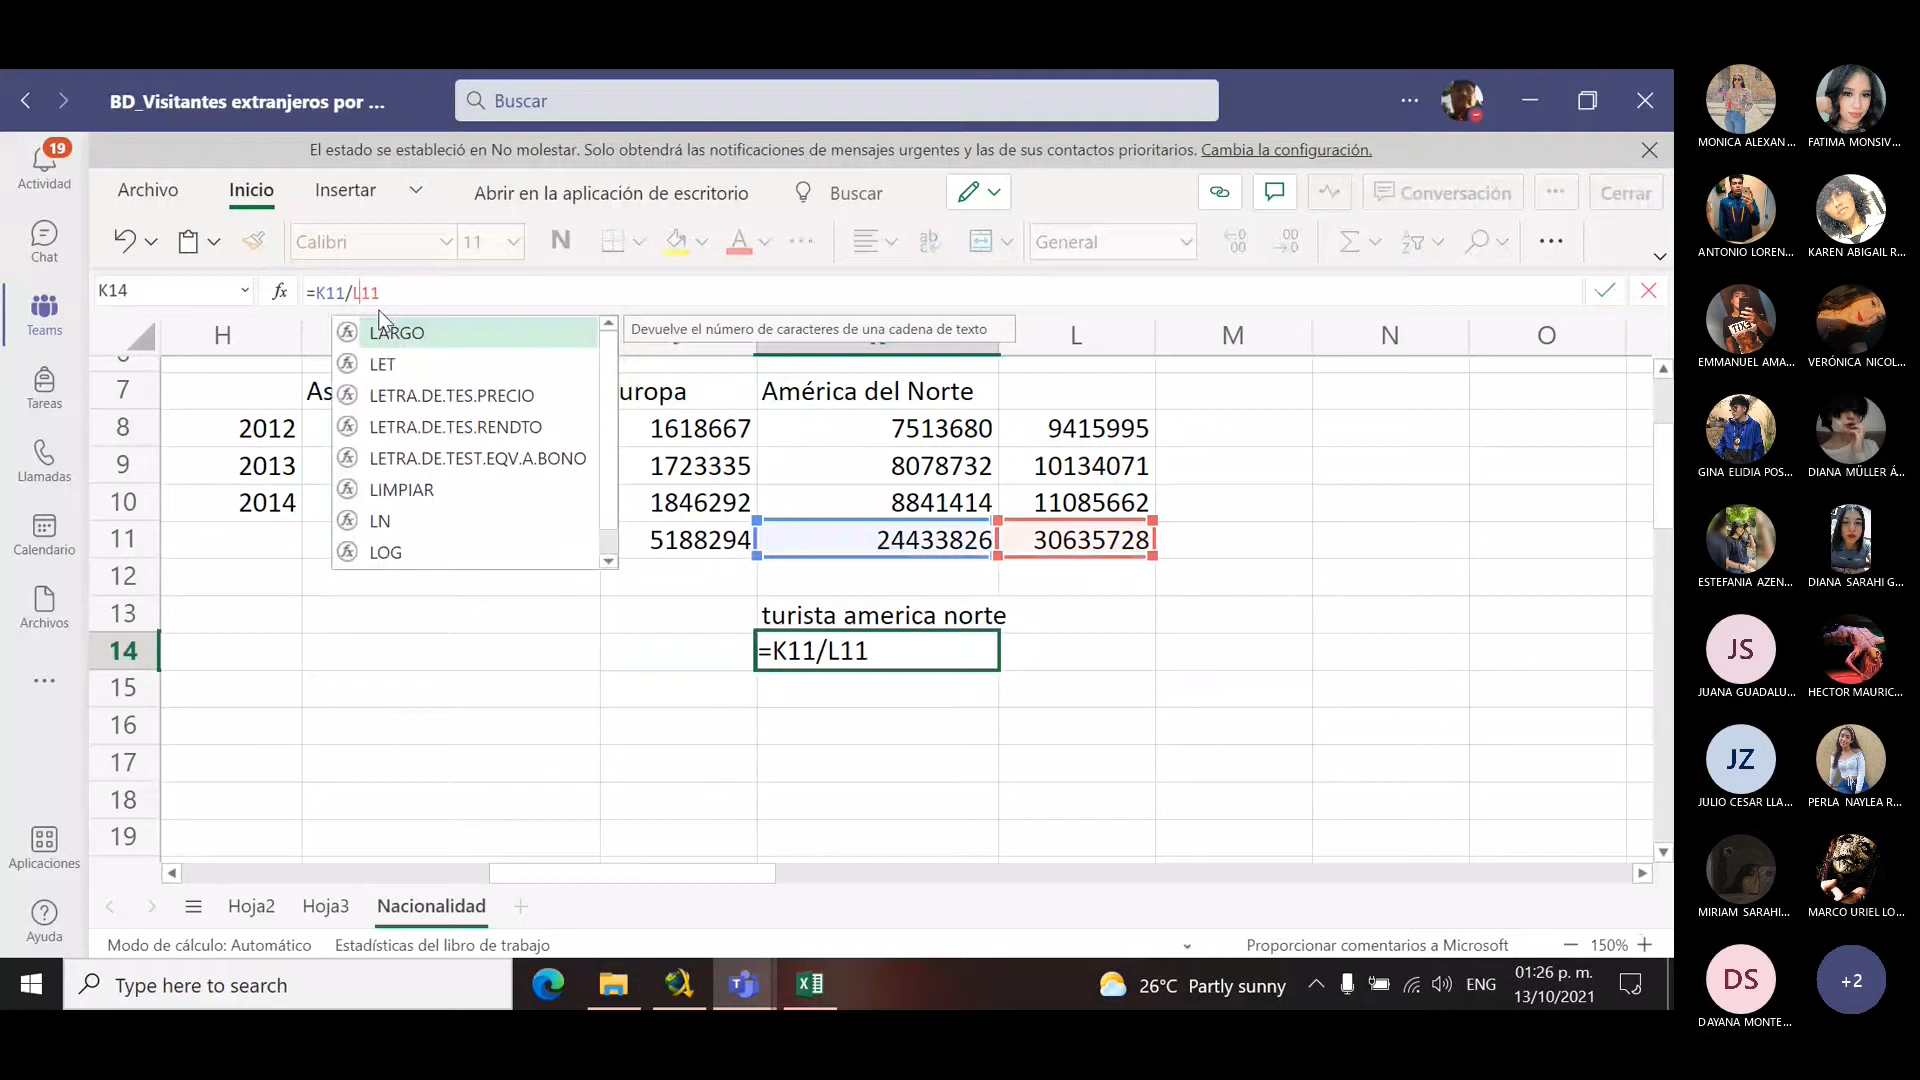 BD_Visitantes extranjeros por ...
Buscar
El estado se estableció en No molestar. Solo obtendrá las notificaciones de mensajes urgentes y las de sus contactos prioritarios. Cambia la configuración.
19
Actividad
Chat
Teams
Tareas
Llamadas
Calendario
Archivos
Aplicaciones
Ayuda
Archivo Inicio Insertar Abrir en la aplicación de escritorio Buscar Conversación Cerrar
Calibri 11 N A General
K14 fx =K11/L11
H L M N O
LARGO
LET
LETRA.DE.TES.PRECIO
LETRA.DE.TES.RENDTO
LETRA.DE.TEST.EQV.A.BONO
LIMPIAR
LN
LOG
Devuelve el número de caracteres de una cadena de texto
7 As uropa América del Norte
8 2012 1618667 7513680 9415995
9 2013 1723335 8078732 10134071
10 2014 1846292 8841414 11085662
11 5188294 24433826 30635728
12
13 turista america norte
14 =K11/L11
15
16
17
18
19
Hoja2 Hoja3 Nacionalidad
Modo de cálculo: Automático Estadísticas del libro de trabajo Proporcionar comentarios a Microsoft 150%
Type here to search
26°C Partly sunny ENG 01:26 p. m.
13/10/2021
MONICA ALEXAN... FATIMA MONSIV...
ANTONIO LOREN... KAREN ABIGAIL R...
EMMANUEL AMA... VERÓNICA NICOL...
GINA ELIDIA POS... DIANA MÜLLER Á...
ESTEFANIA AZEN... DIANA SARAHI G...
JS
JUANA GUADALU... HECTOR MAURIC...
JZ
JULIO CESAR LLA... PERLA NAYLEA R...
MIRIAM SARAHI... MARCO URIEL LO...
DS +2
DAYANA MONTE...